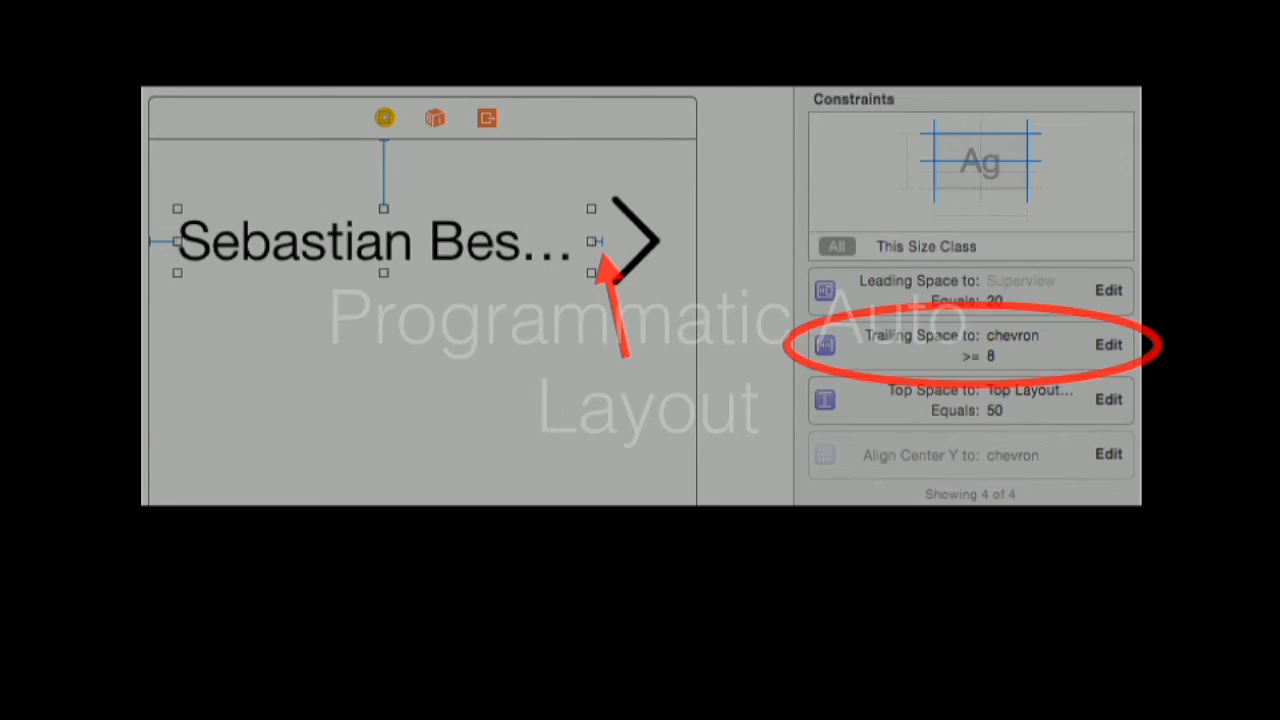 Constraints
Ag
All This Size Class
Sebastian Bes...
Leading Space to: Superview
Equals: 20
Edit
Programmatic Auto
Layout
Trailing Space to: chevron
>= 8
Edit
Top Space to: Top Layout...
Equals: 50
Edit
Align Center Y to: chevron
Edit
Showing 4 of 4